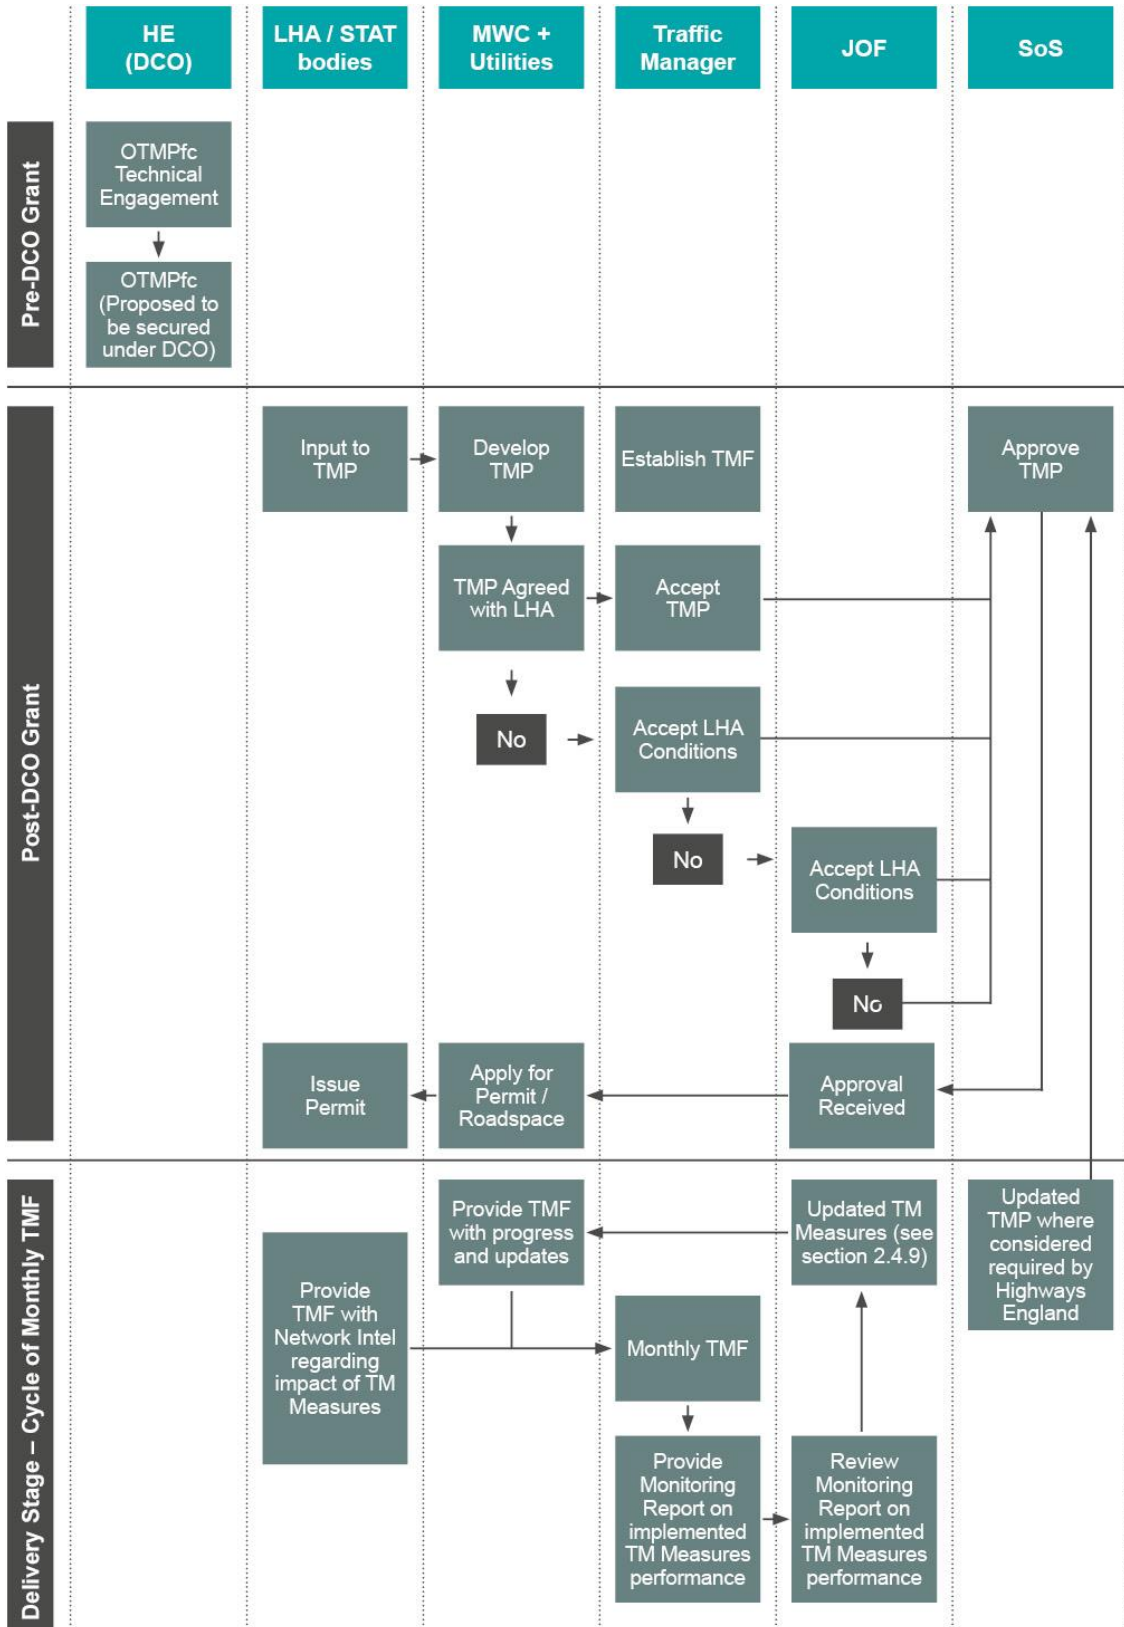 HE
(DCO)
LHA / STAT
bodies
MWC +
Utilities
Traffic
Manager
JOF
SoS
Pre-DCO Grant
OTMPfc
Technical
Engagement
OTMPfc
(Proposed to
be secured
under DCO)
Post-DCO Grant
Input to
TMP
Develop
TMP
Establish TMF
Approve
TMP
TMP Agreed
with LHA
Accept
TMP
No
Accept LHA
Conditions
No
Accept LHA
Conditions
No
Issue
Permit
Apply for
Permit /
Roadspace
Approval
Received
Delivery Stage – Cycle of Monthly TMF
Provide TMF
with progress
and updates
Updated TM
Measures (see
section 2.4.9)
Updated
TMP where
considered
required by
Highways
England
Provide
TMF with
Network Intel
regarding
impact of TM
Measures
Monthly TMF
Provide
Monitoring
Report on
implemented
TM Measures
performance
Review
Monitoring
Report on
implemented
TM Measures
performance